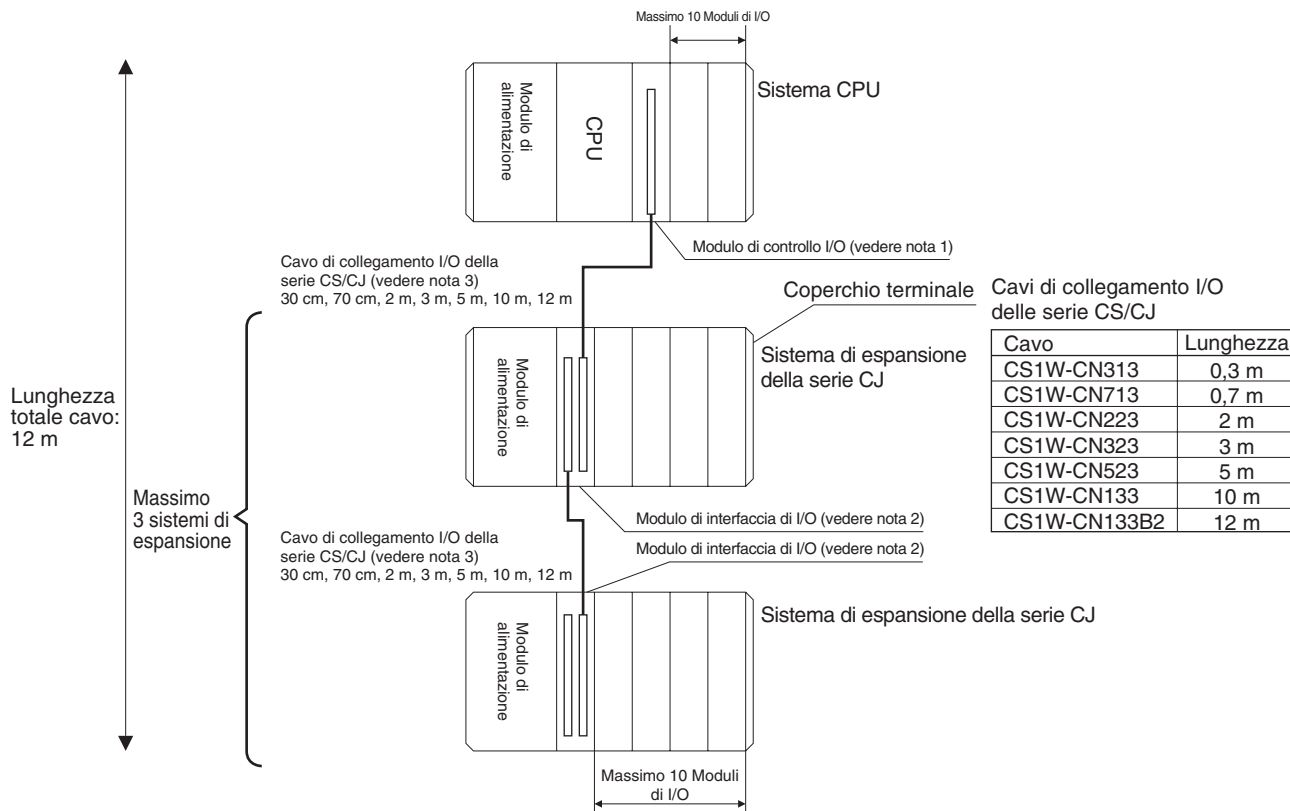 Massimo 10 Moduli di I/O
Modulo di
alimentazione
CPU
Sistema CPU
Modulo di controllo I/O (vedere nota 1)
Cavo di collegamento I/O della
serie CS/CJ (vedere nota 3)
30 cm, 70 cm, 2 m, 3 m, 5 m, 10 m, 12 m
Coperchio terminale
Modulo di
alimentazione
Sistema di espansione
della serie CJ
Cavi di collegamento I/O
delle serie CS/CJ
Cavo Lunghezza
CS1W-CN313 0,3 m
CS1W-CN713 0,7 m
CS1W-CN223 2 m
CS1W-CN323 3 m
CS1W-CN523 5 m
CS1W-CN133 10 m
CS1W-CN133B2 12 m
Lunghezza
totale cavo:
12 m
Massimo
3 sistemi di
espansione
Modulo di interfaccia di I/O (vedere nota 2)
Cavo di collegamento I/O della
serie CS/CJ (vedere nota 3)
30 cm, 70 cm, 2 m, 3 m, 5 m, 10 m, 12 m
Modulo di interfaccia di I/O (vedere nota 2)
Modulo di
alimentazione
Sistema di espansione della serie CJ
Massimo 10 Moduli
di I/O